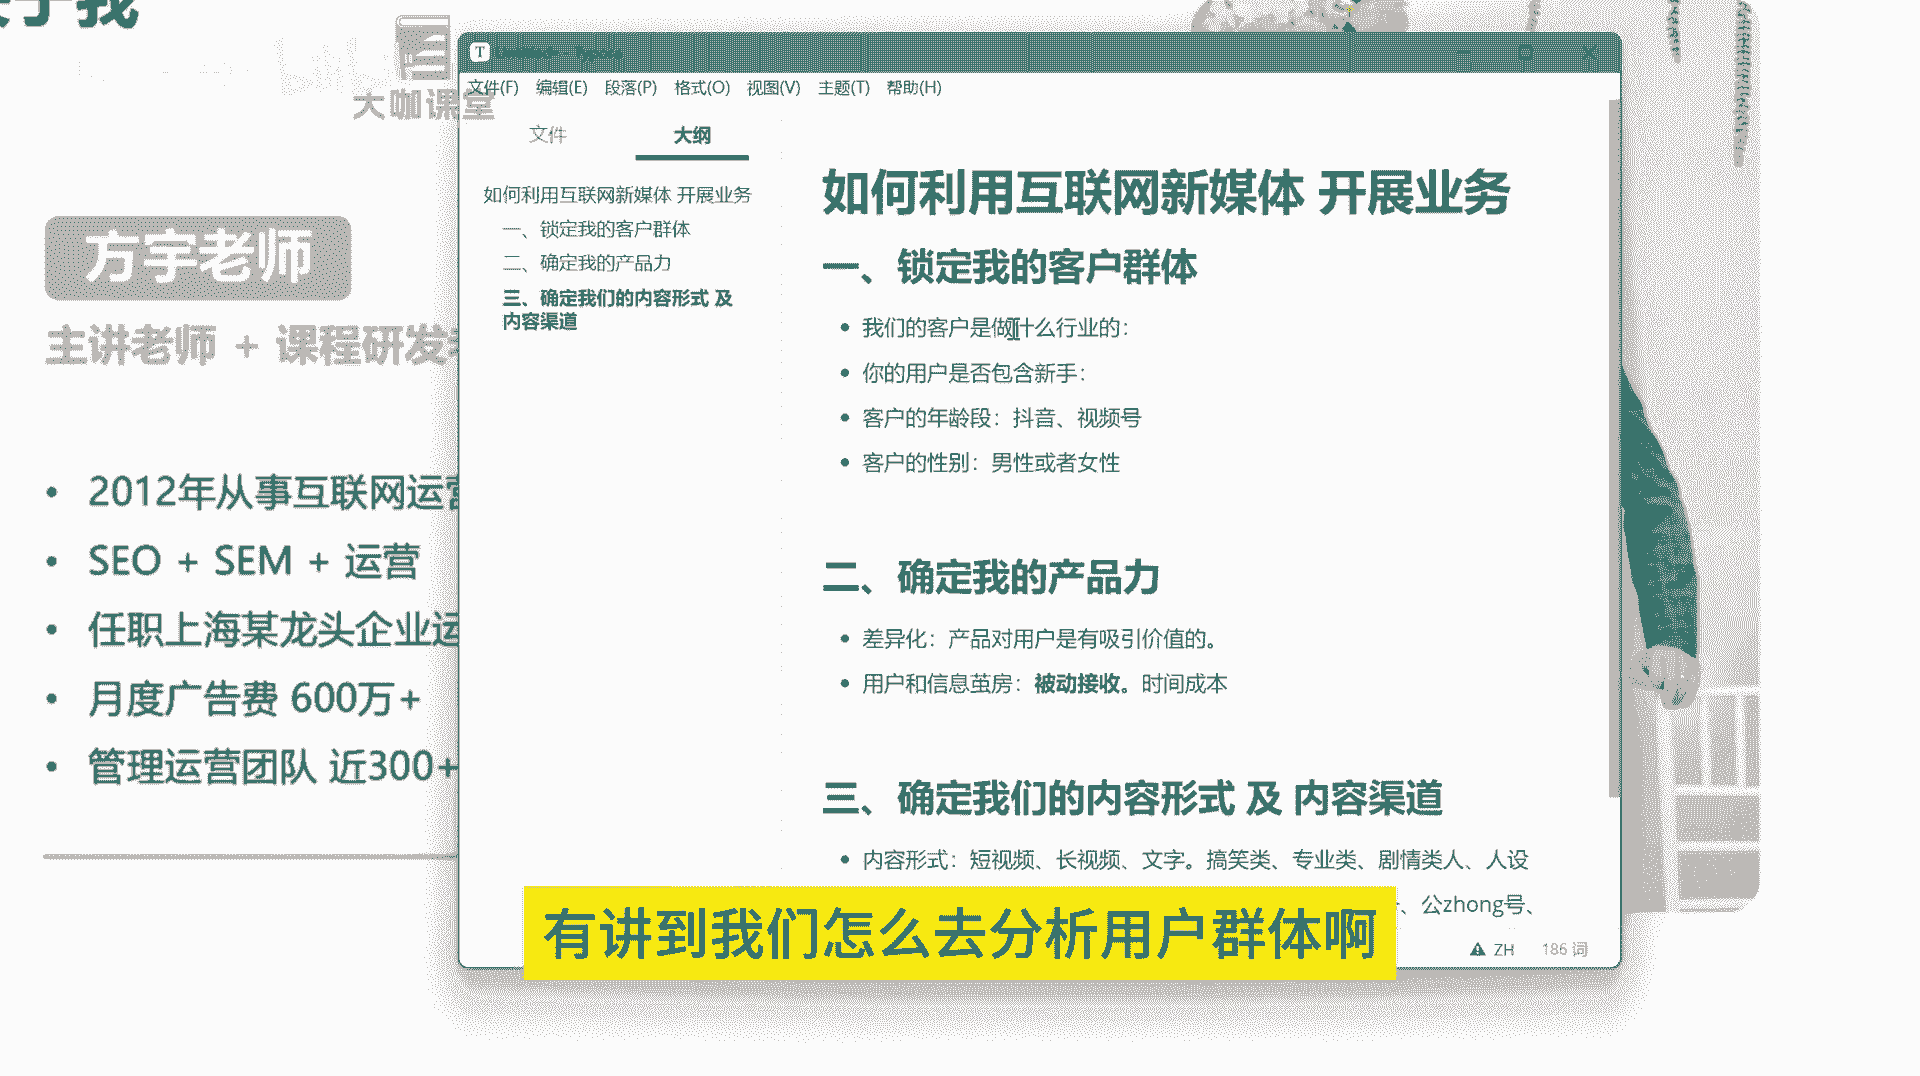 大咖课堂
方宇老师
主讲老师 + 课程研发
2012年从事互联网运营
SEO + SEM + 运营
任职上海某龙头企业运
月度广告费 600万+
管理运营团队 近300+
文件(F) 编辑(E) 段落(P) 格式(O) 视图(V) 主题(T) 帮助(H)
文件 大纲
如何利用互联网新媒体 开展业务
一、锁定我的客户群体
二、确定我的产品力
三、确定我们的内容形式 及
内容渠道
如何利用互联网新媒体 开展业务
一、锁定我的客户群体
我们的客户是做什么行业的：
你的用户是否包含新手：
客户的年龄段：抖音、视频号
客户的性别：男性或者女性
二、确定我的产品力
差异化：产品对用户是有吸引价值的。
用户和信息茧房：被动接收。时间成本
三、确定我们的内容形式 及 内容渠道
内容形式：短视频、长视频、文字。搞笑类、专业类、剧情类人、人设
、公zhong号、
ZH 186 词
有讲到我们怎么去分析用户群体啊